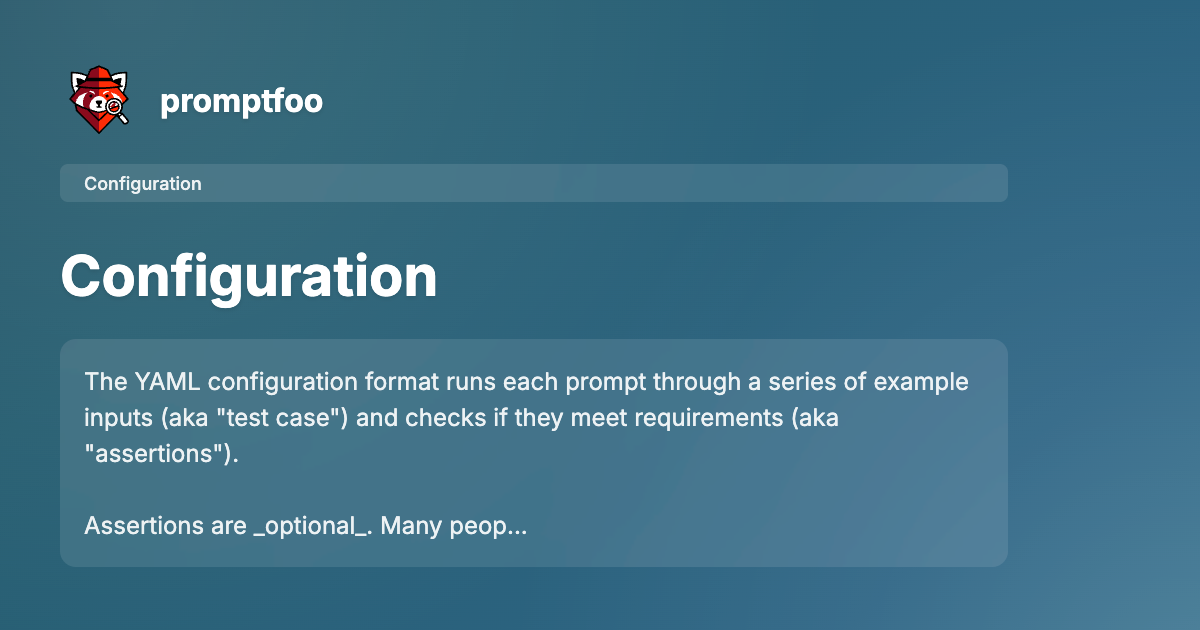 promptfoo
Configuration
Configuration
The YAML configuration format runs each prompt through a series of example
inputs (aka "test case") and checks if they meet requirements (aka
"assertions").
Assertions are _optional_. Many peop...